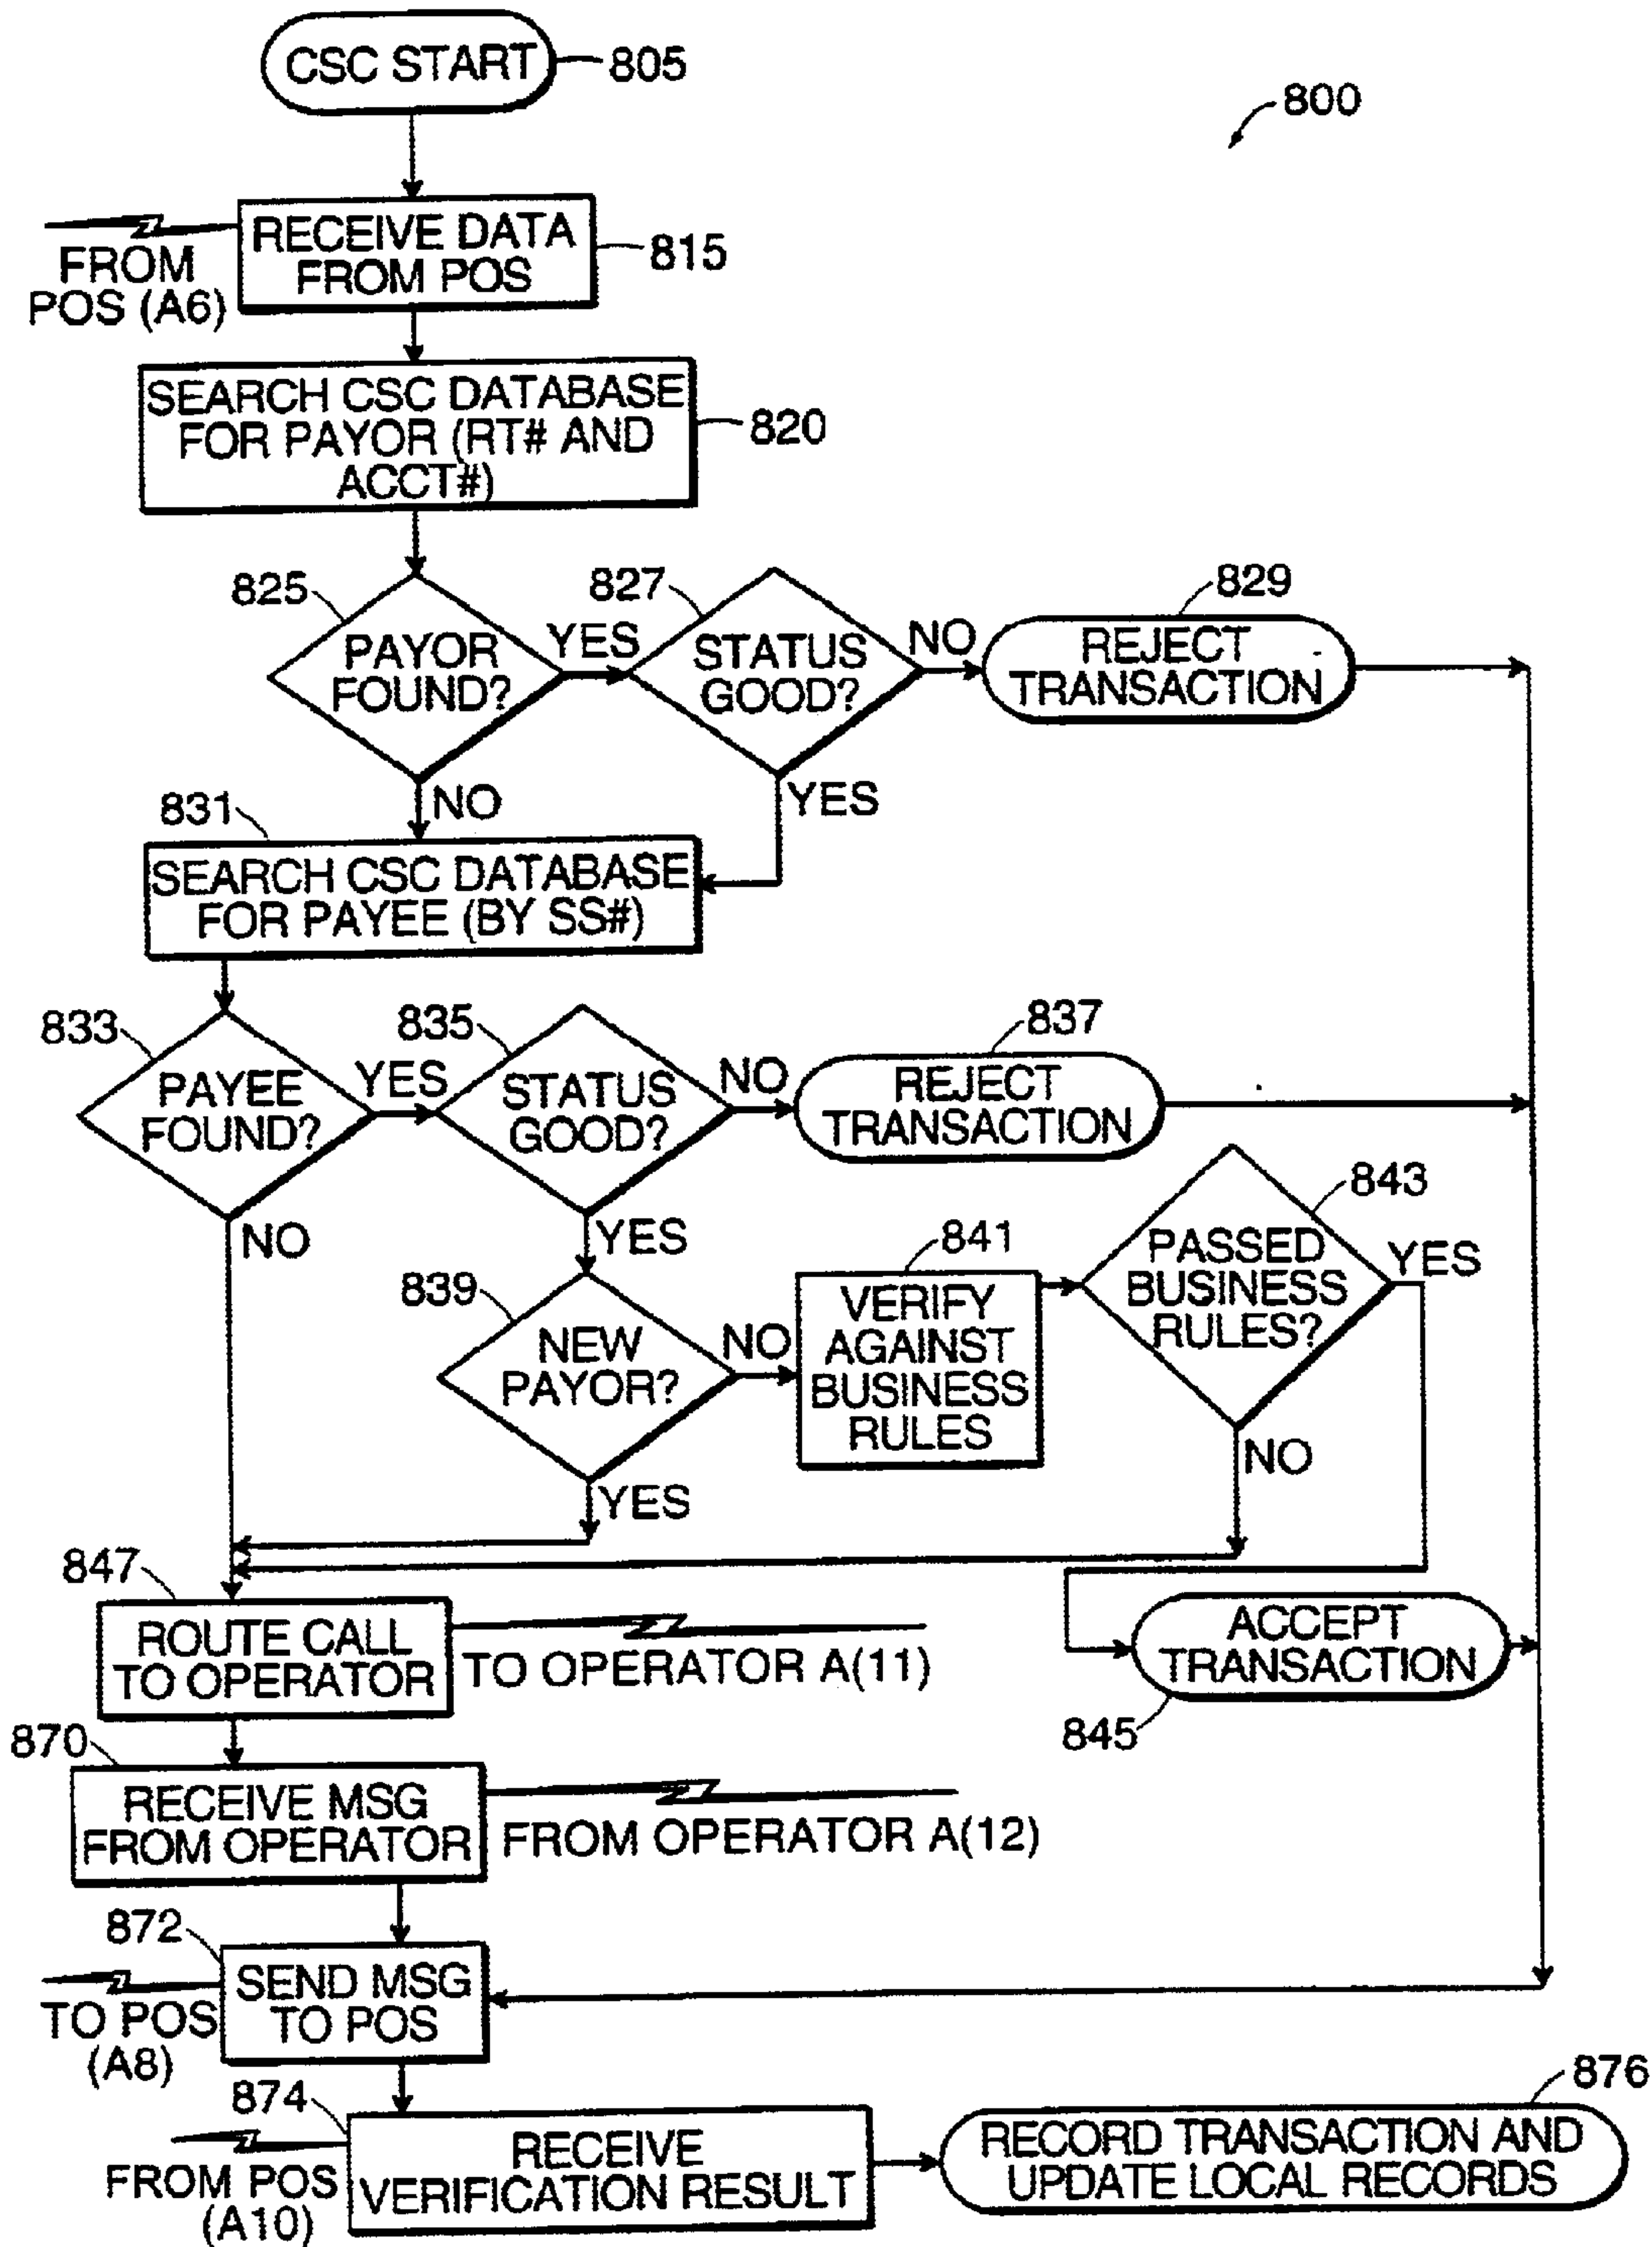 CSC START
805
800
RECEIVE DATA
FROM POS
815
FROM
POS (A6)
SEARCH CSC DATABASE
FOR PAYOR (RT# AND
ACCT#)
820
825
PAYOR
FOUND?
YES
827
STATUS
GOOD?
NO
829
REJECT
TRANSACTION
NO
YES
831
SEARCH CSC DATABASE
FOR PAYEE (BY SS#)
833
PAYEE
FOUND?
YES
835
STATUS
GOOD?
NO
837
REJECT
TRANSACTION
NO
YES
839
NEW
PAYOR?
NO
841
VERIFY
AGAINST
BUSINESS
RULES
843
PASSED
BUSINESS
RULES?
YES
NO
YES
847
ROUTE CALL
TO OPERATOR
TO OPERATOR A(11)
ACCEPT
TRANSACTION
845
870
RECEIVE MSG
FROM OPERATOR
FROM OPERATOR A(12)
872
SEND MSG
TO POS
TO POS
(A8)
874
RECEIVE
VERIFICATION RESULT
FROM POS
(A10)
876
RECORD TRANSACTION AND
UPDATE LOCAL RECORDS